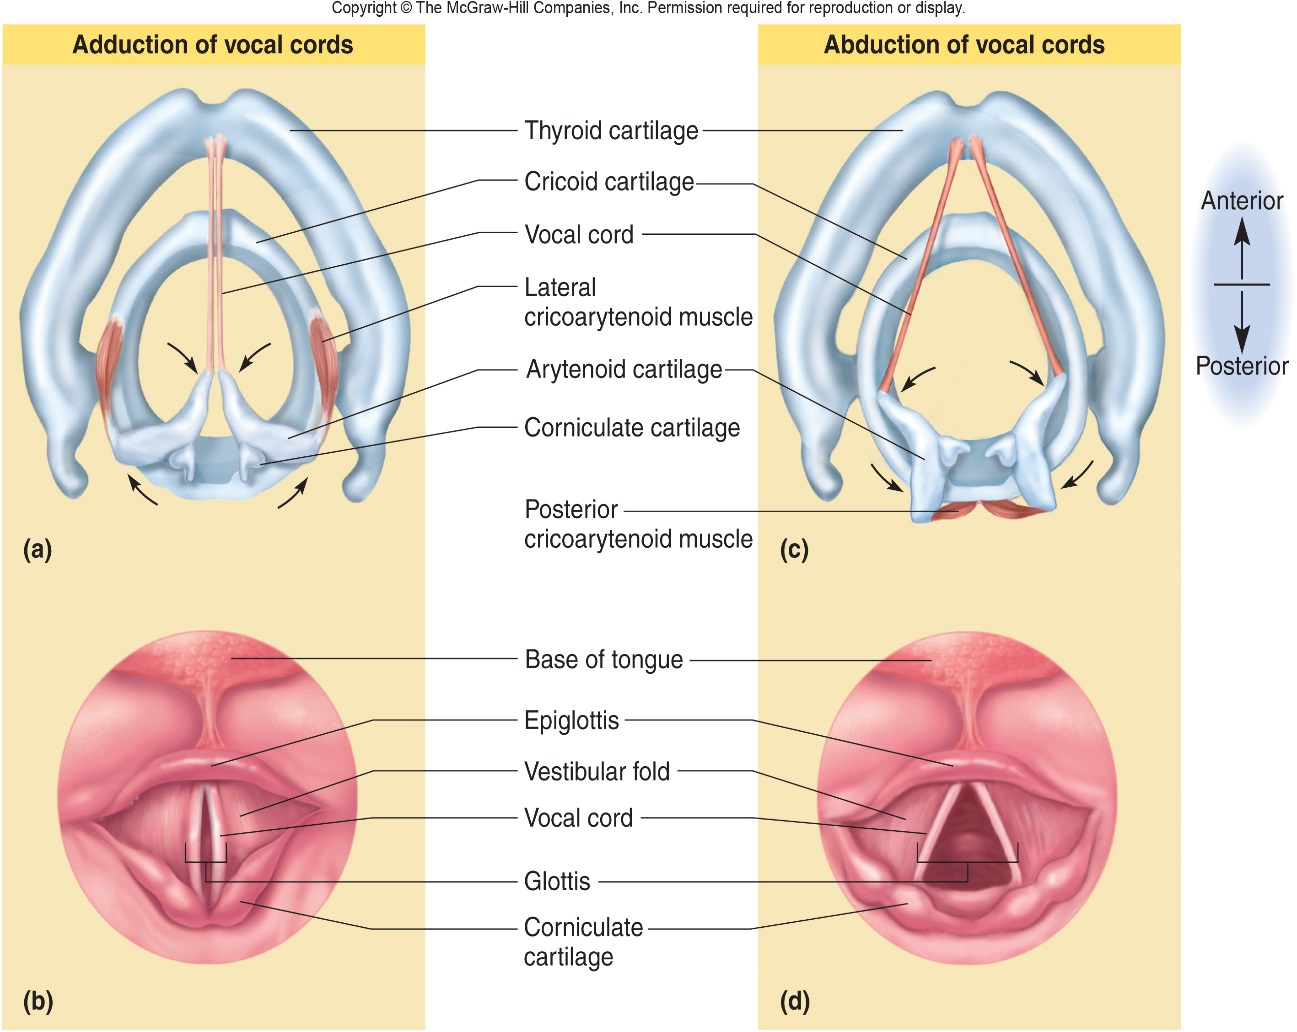 Copyright © The McGraw-Hill Companies, Inc. Permission required for reproduction or display.
Adduction of vocal cords
Abduction of vocal cords
Thyroid cartilage
Cricoid cartilage
Vocal cord
Lateral
cricoarytenoid muscle
Arytenoid cartilage
Corniculate cartilage
Posterior
cricoarytenoid muscle
Anterior
Posterior
(a)
(c)
Base of tongue
Epiglottis
Vestibular fold
Vocal cord
Glottis
Corniculate
cartilage
(b)
(d)